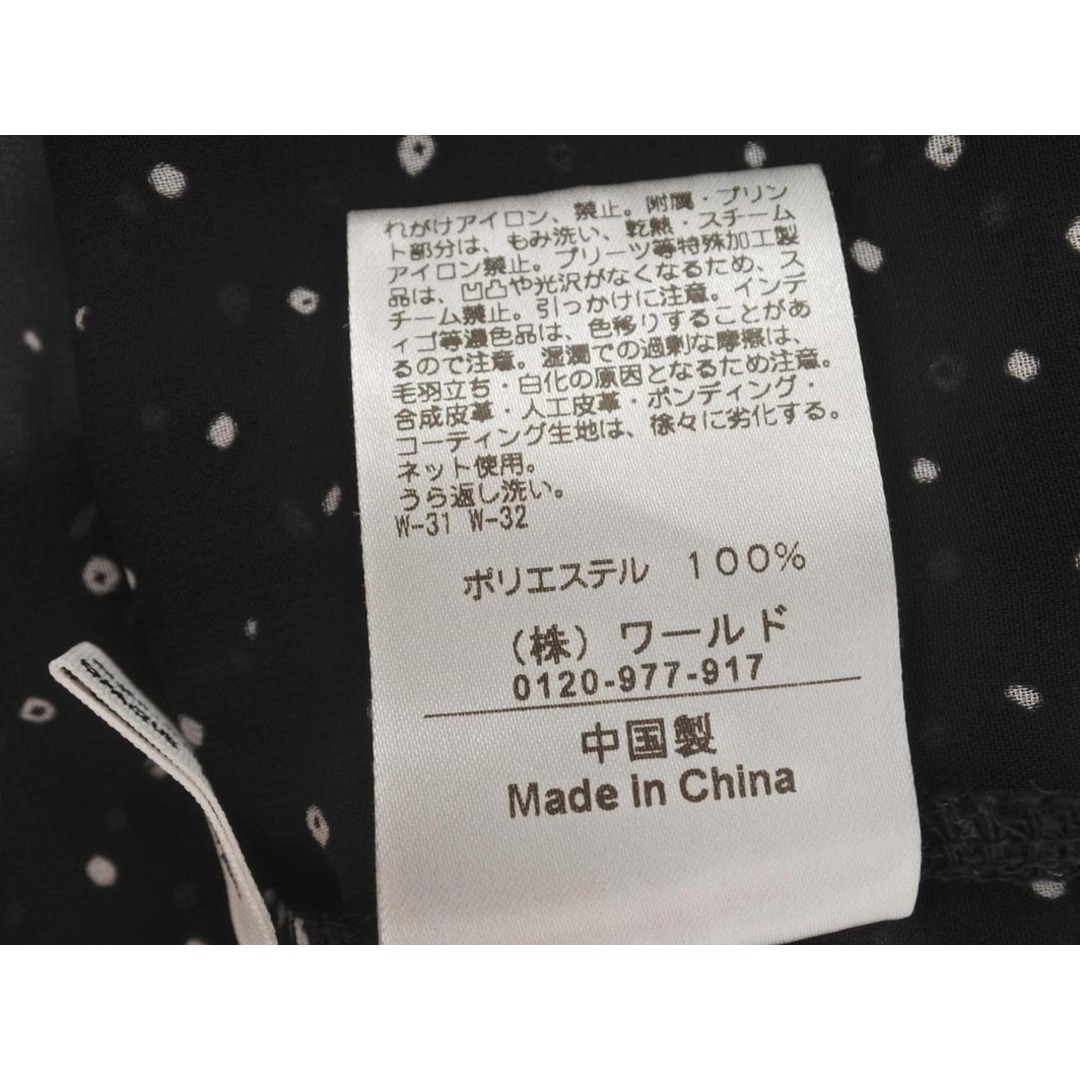 れがけアイロン、禁止。附属・プリン
ト部分は、もみ洗い、乾熱・スチーム
アイロン禁止。プリーツ等特殊加工製
品は、凹凸や光沢がなくなるため、ス
チーム禁止。引っかけに注意。インデ
ィゴ等濃色品は、色移りすることがあ
るので注意。湿潤での過剰な摩擦は、
毛羽立ち・白化の原因となるため注意。
合成皮革・人工皮革・ボンディング・
コーティング生地は、徐々に劣化する。
ネット使用。
うら返し洗い。
W-31 W-32
ポリエステル 100%
(株) ワールド
0120-977-917
中国製
Made in China